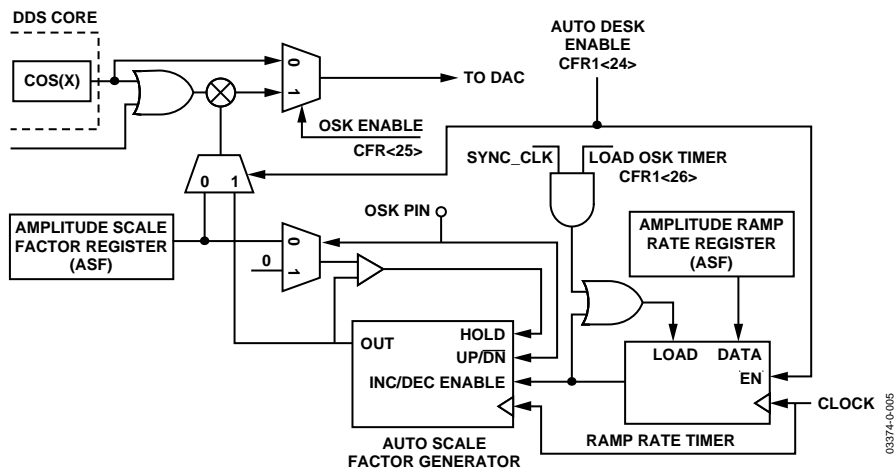 DDS CORE
COS(X)
0
1
TO DAC
OSK ENABLE
CFR<25>
AUTO DESK
ENABLE
CFR1<24>
SYNC_CLK
LOAD OSK TIMER
CFR1<26>
0 1
OSK PIN
AMPLITUDE SCALE
FACTOR REGISTER
(ASF)
0
0
1
AMPLITUDE RAMP
RATE REGISTER
(ASF)
OUT
HOLD
UP/DN
INC/DEC ENABLE
LOAD DATA
EN
CLOCK
RAMP RATE TIMER
AUTO SCALE
FACTOR GENERATOR
03374-0-005